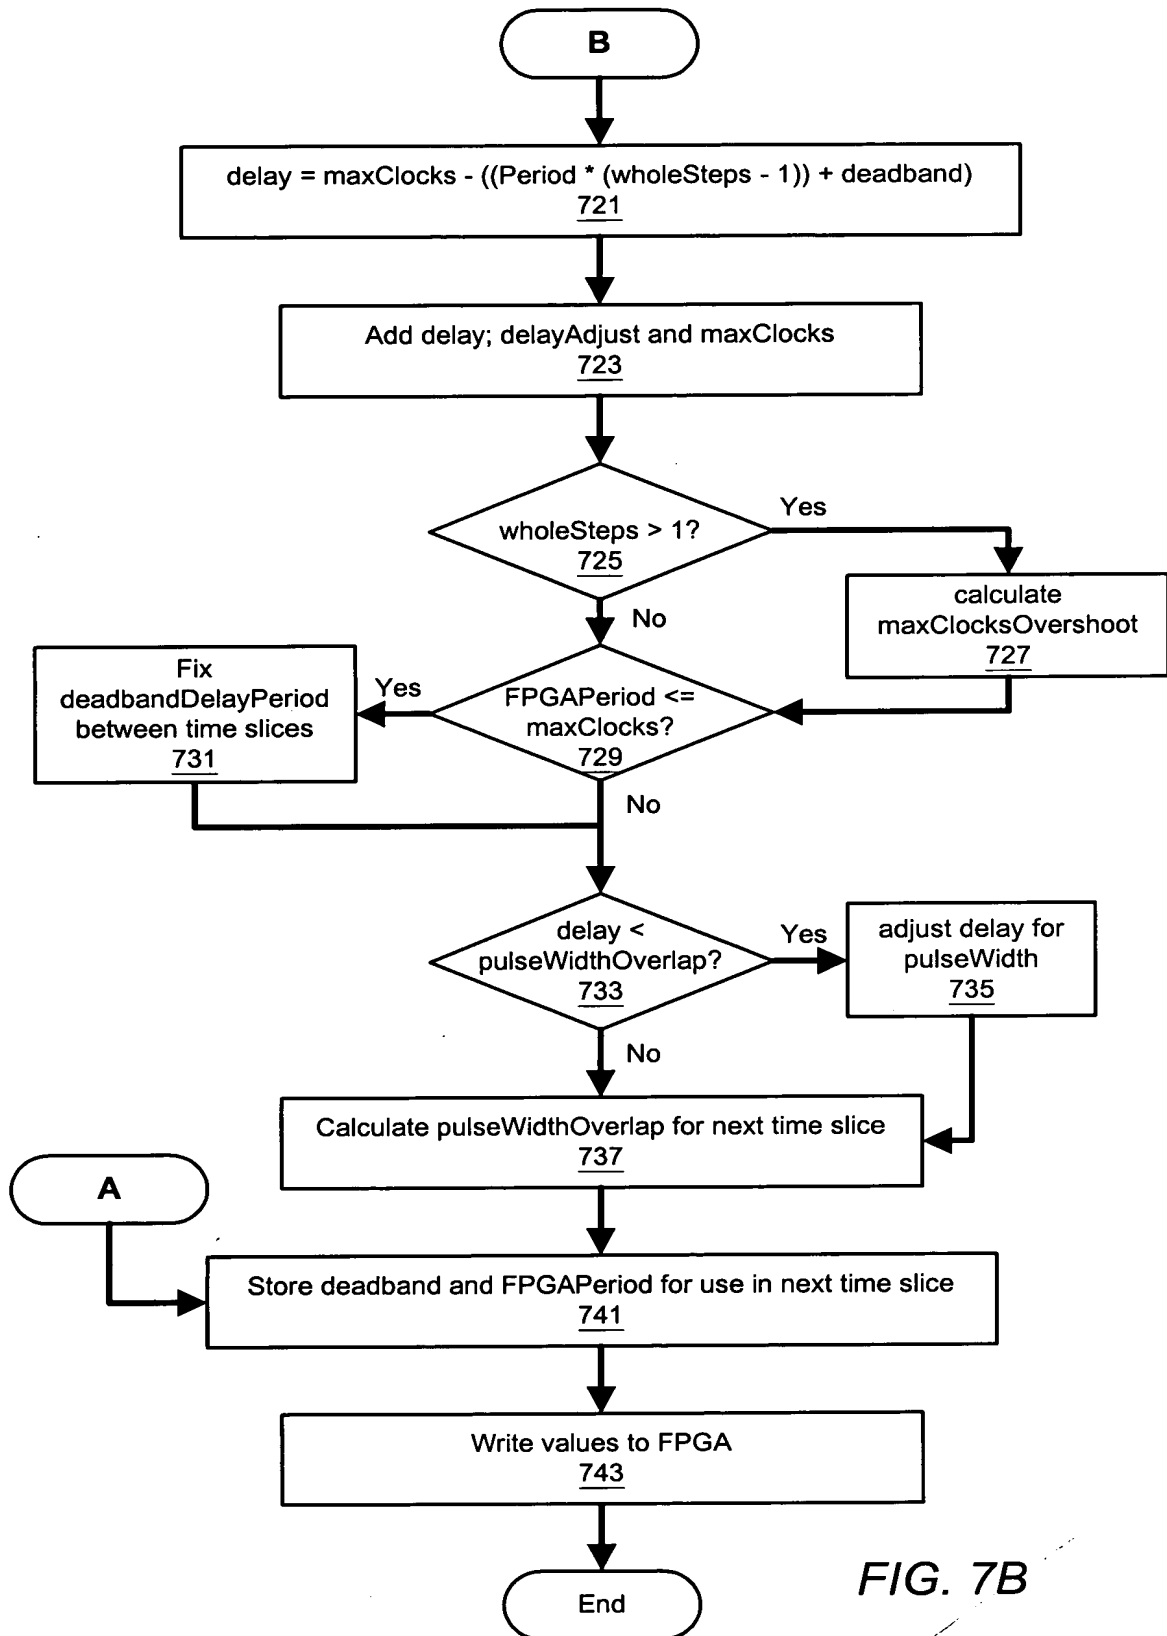 B
delay = maxClocks - ((Period * (wholeSteps - 1)) + deadband)
721
Add delay; delayAdjust and maxClocks
723
wholeSteps > 1?
725
Yes
No
calculate
maxClocksOvershoot
727
FPGAPeriod <=
maxClocks?
729
Yes
No
Fix
deadbandDelayPeriod
between time slices
731
delay <
pulseWidthOverlap?
733
Yes
No
adjust delay for
pulseWidth
735
Calculate pulseWidthOverlap for next time slice
737
A
Store deadband and FPGAPeriod for use in next time slice
741
Write values to FPGA
743
End
FIG. 7B